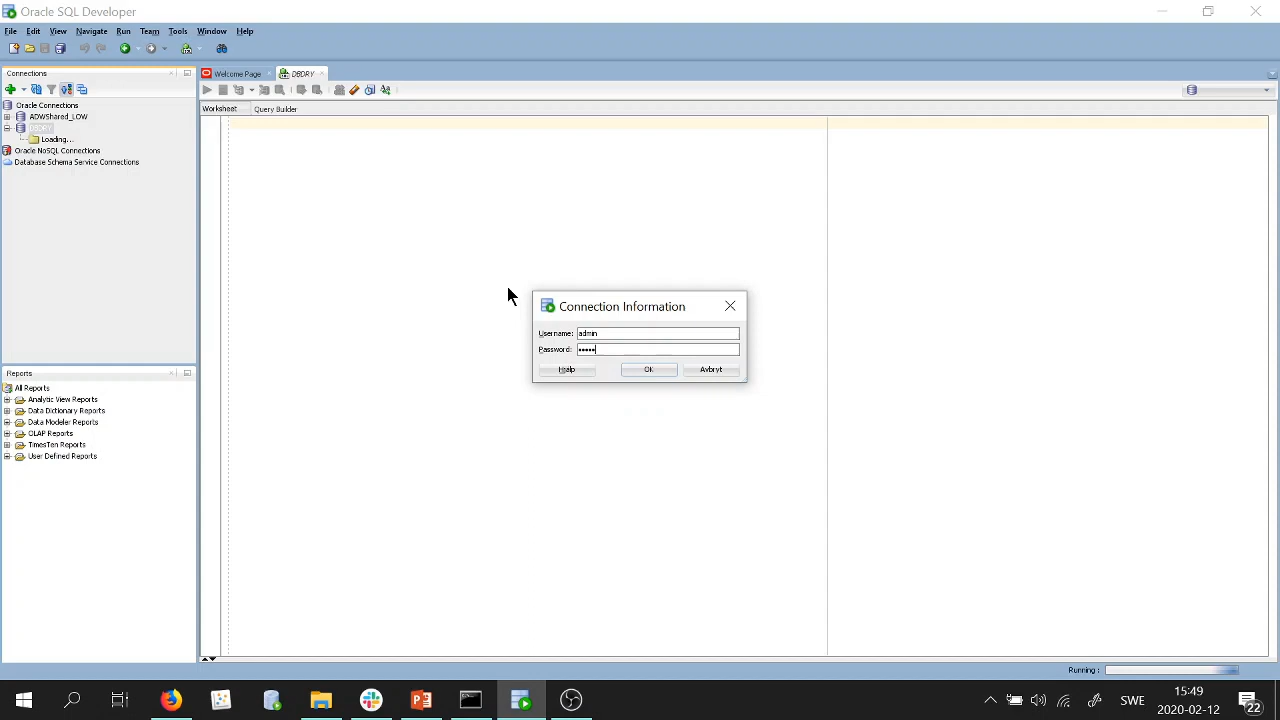 Oracle SQL Developer
File Edit View Navigate Run Team Tools Window Help
Connections
Oracle Connections
ADWShared_LOW
DBDRY
Loading...
Oracle NoSQL Connections
Database Schema Service Connections
Welcome Page
DBDRY
Worksheet
Query Builder
Connection Information
Username: admin
Password: •••••
Help
OK
Avbryt
Reports
All Reports
Analytic View Reports
Data Dictionary Reports
Data Modeler Reports
OLAP Reports
TimesTen Reports
User Defined Reports
Running :
SWE
15:49
2020-02-12
22